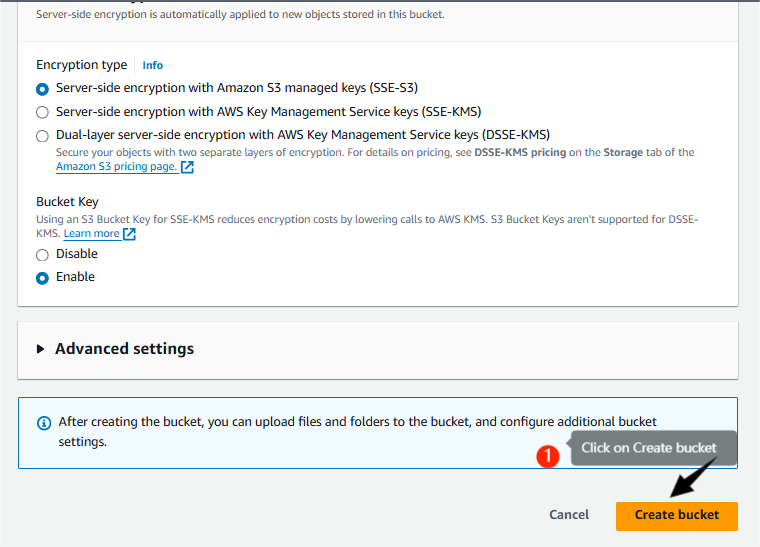 Server-side encryption is automatically applied to new objects stored in this bucket.
Encryption type Info
Server-side encryption with Amazon S3 managed keys (SSE-S3)
Server-side encryption with AWS Key Management Service keys (SSE-KMS)
Dual-layer server-side encryption with AWS Key Management Service keys (DSSE-KMS)
Secure your objects with two separate layers of encryption. For details on pricing, see DSSE-KMS pricing on the Storage tab of the
Amazon S3 pricing page.
Bucket Key
Using an S3 Bucket Key for SSE-KMS reduces encryption costs by lowering calls to AWS KMS. S3 Bucket Keys aren't supported for DSSE-
KMS. Learn more
Disable
Enable
Advanced settings
After creating the bucket, you can upload files and folders to the bucket, and configure additional bucket
settings.
1 Click on Create bucket
Cancel Create bucket